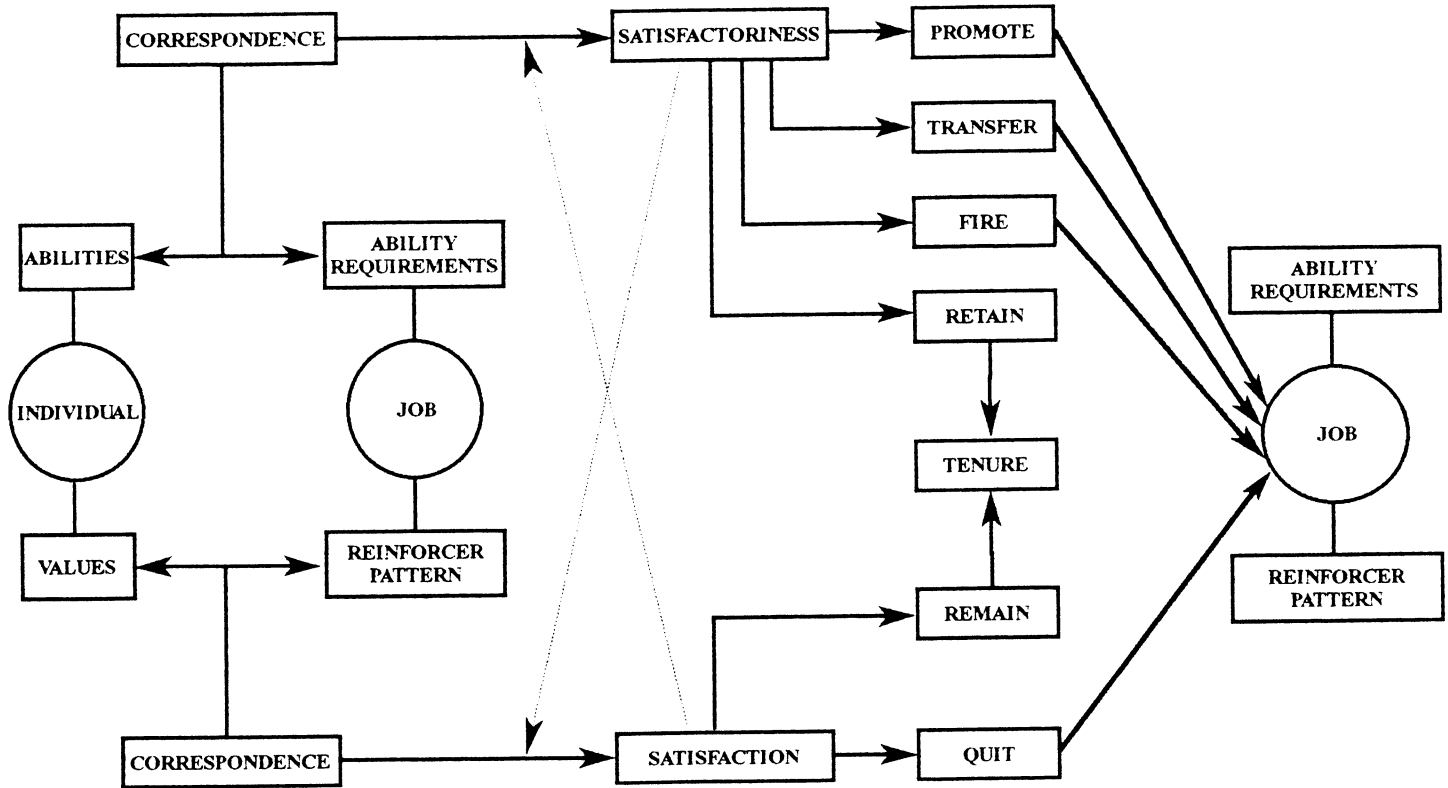 CORRESPONDENCE
SATISFACTORINESS
PROMOTE
TRANSFER
FIRE
RETAIN
TENURE
REMAIN
QUIT
ABILITIES
ABILITY
REQUIREMENTS
INDIVIDUAL
JOB
VALUES
REINFORCER
PATTERN
CORRESPONDENCE
SATISFACTION
ABILITY
REQUIREMENTS
JOB
REINFORCER
PATTERN